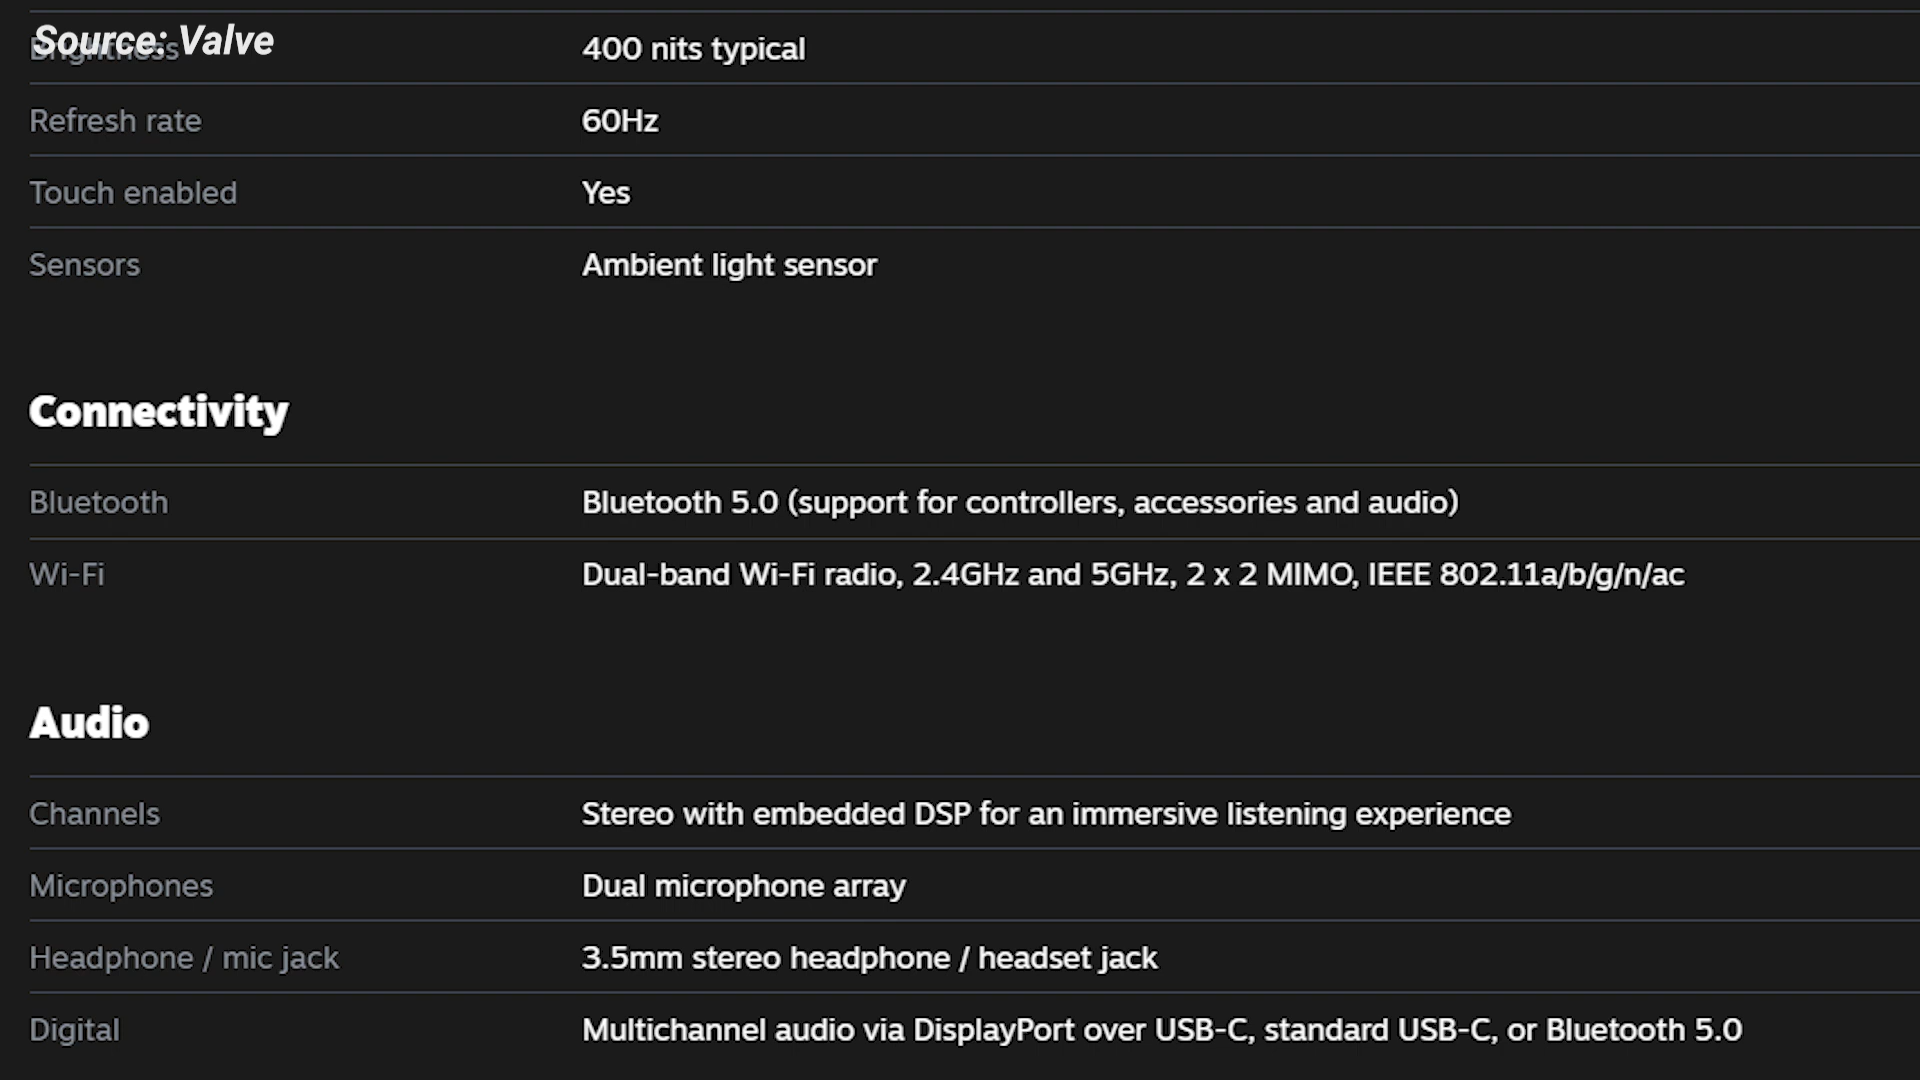 Source: Valve
Brightness 400 nits typical
Refresh rate 60Hz
Touch enabled Yes
Sensors Ambient light sensor
Connectivity
Bluetooth Bluetooth 5.0 (support for controllers, accessories and audio)
Wi-Fi Dual-band Wi-Fi radio, 2.4GHz and 5GHz, 2 x 2 MIMO, IEEE 802.11a/b/g/n/ac
Audio
Channels Stereo with embedded DSP for an immersive listening experience
Microphones Dual microphone array
Headphone / mic jack 3.5mm stereo headphone / headset jack
Digital Multichannel audio via DisplayPort over USB-C, standard USB-C, or Bluetooth 5.0